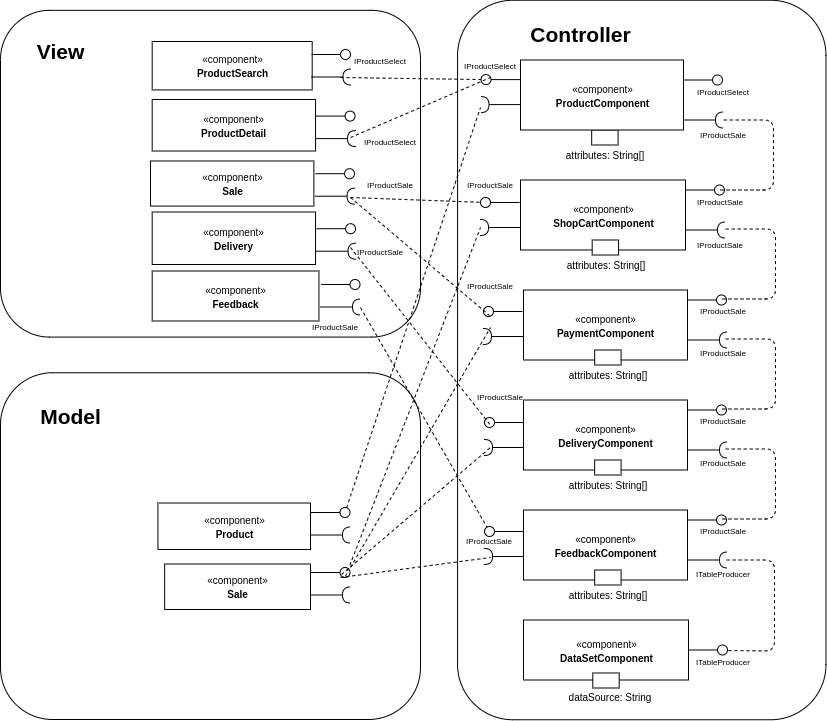 View
«component»
ProductSearch
IProductSelect
«component»
ProductDetail
IProductSelect
«component»
Sale
IProductSale
«component»
Delivery
IProductSale
«component»
Feedback
IProductSale
Model
«component»
Product
«component»
Sale
Controller
IProductSelect
«component»
ProductComponent
IProductSelect
IProductSale
attributes: String[]
IProductSale
«component»
ShopCartComponent
IProductSale
IProductSale
attributes: String[]
IProductSale
«component»
PaymentComponent
IProductSale
IProductSale
attributes: String[]
IProductSale
«component»
DeliveryComponent
IProductSale
IProductSale
attributes: String[]
IProductSale
«component»
FeedbackComponent
IProductSale
ITableProducer
attributes: String[]
«component»
DataSetComponent
ITableProducer
dataSource: String